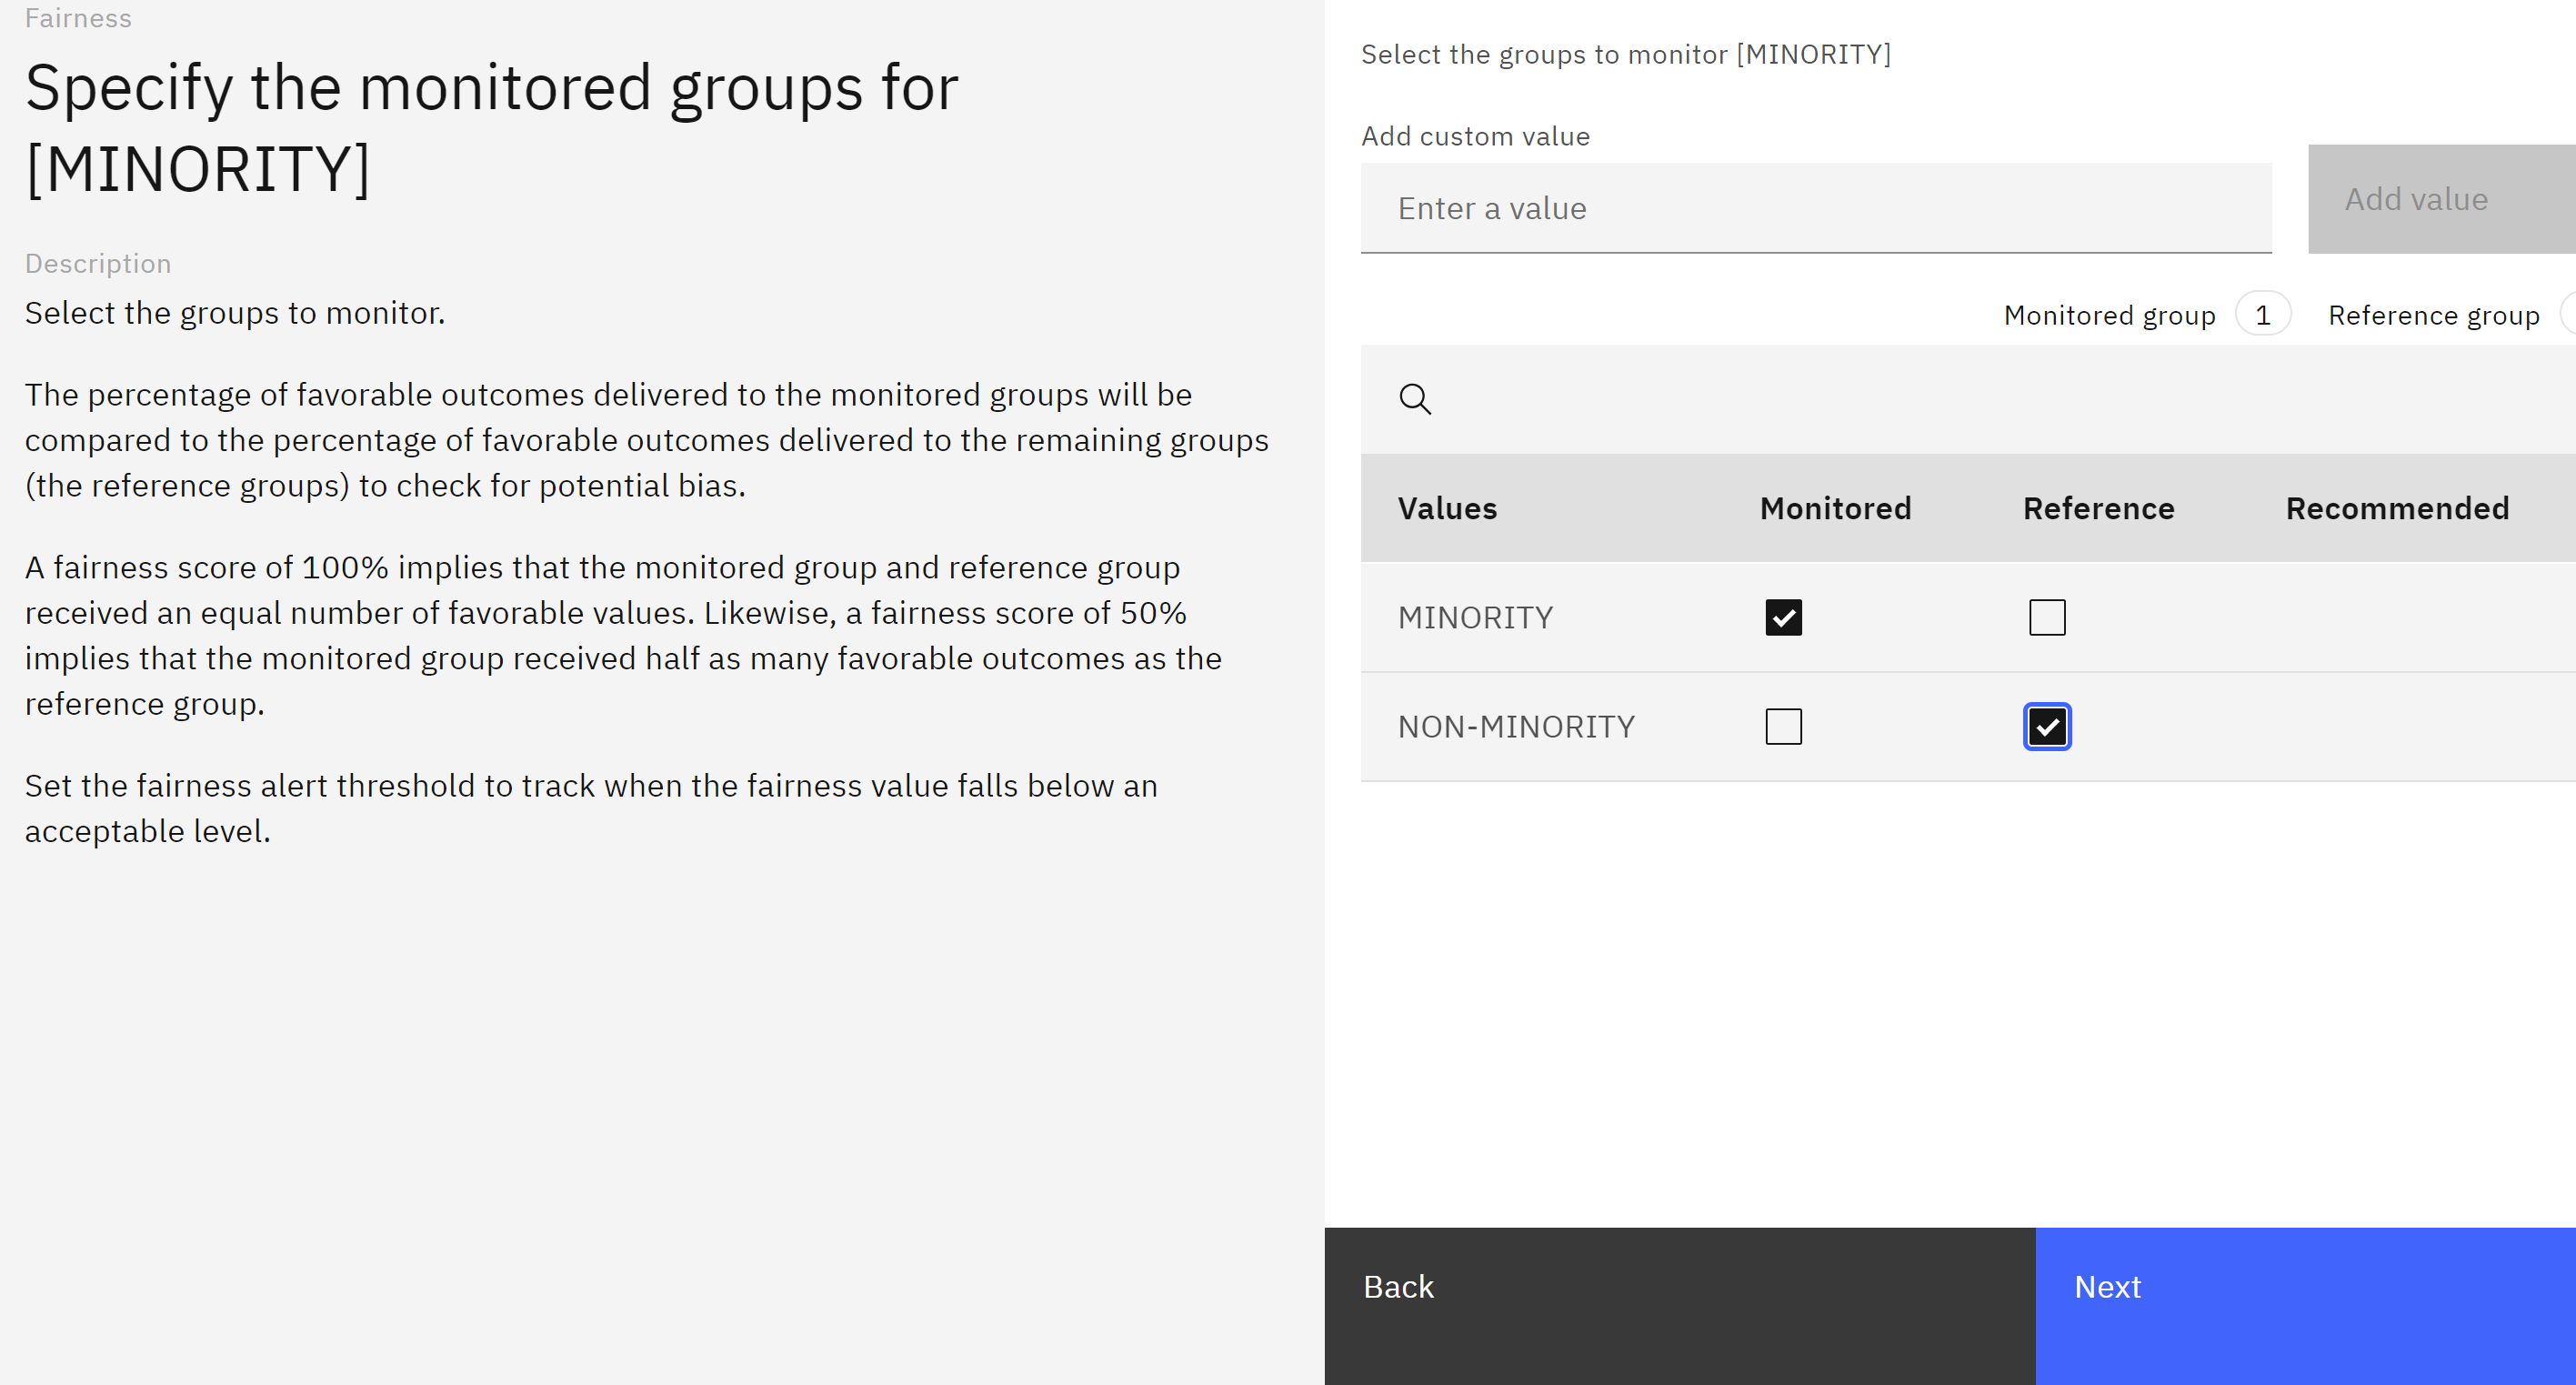 Fairness
Specify the monitored groups for
[MINORITY]
Description
Select the groups to monitor.
The percentage of favorable outcomes delivered to the monitored groups will be
compared to the percentage of favorable outcomes delivered to the remaining groups
(the reference groups) to check for potential bias.
A fairness score of 100% implies that the monitored group and reference group
received an equal number of favorable values. Likewise, a fairness score of 50%
implies that the monitored group received half as many favorable outcomes as the
reference group.
Set the fairness alert threshold to track when the fairness value falls below an
acceptable level.
Select the groups to monitor [MINORITY]
Add custom value
Enter a value
Add value
Monitored group 1 Reference group
Values Monitored Reference Recommended
MINORITY
NON-MINORITY
Back Next